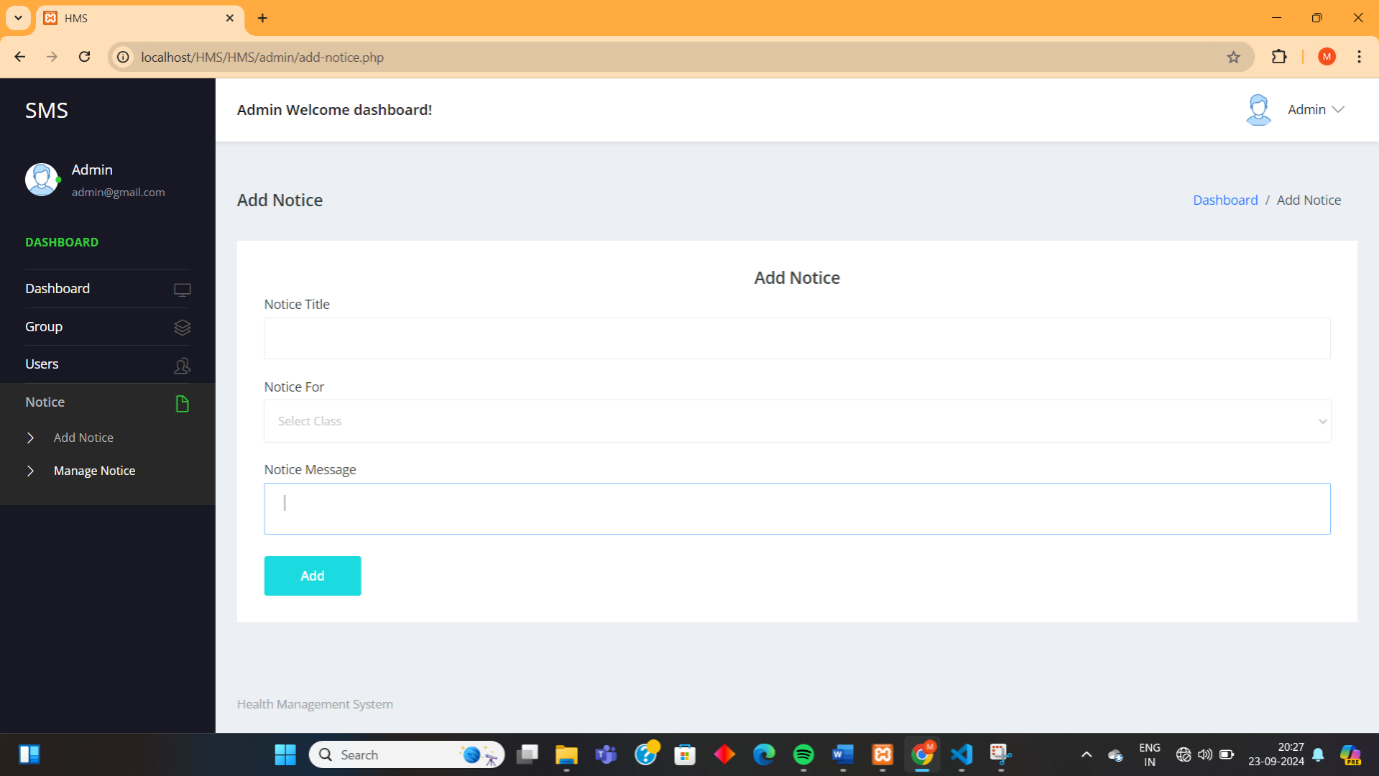 HMS
localhost/HMS/HMS/admin/add-notice.php
M
SMS
Admin
admin@gmail.com
DASHBOARD
Dashboard
Group
Users
Notice
Add Notice
Manage Notice
Admin Welcome dashboard!
Admin
Add Notice
Dashboard / Add Notice
Add Notice
Notice Title
Notice For
Select Class
Notice Message
Add
Health Management System
Search
M
ENG
IN
20:27
23-09-2024
PRE